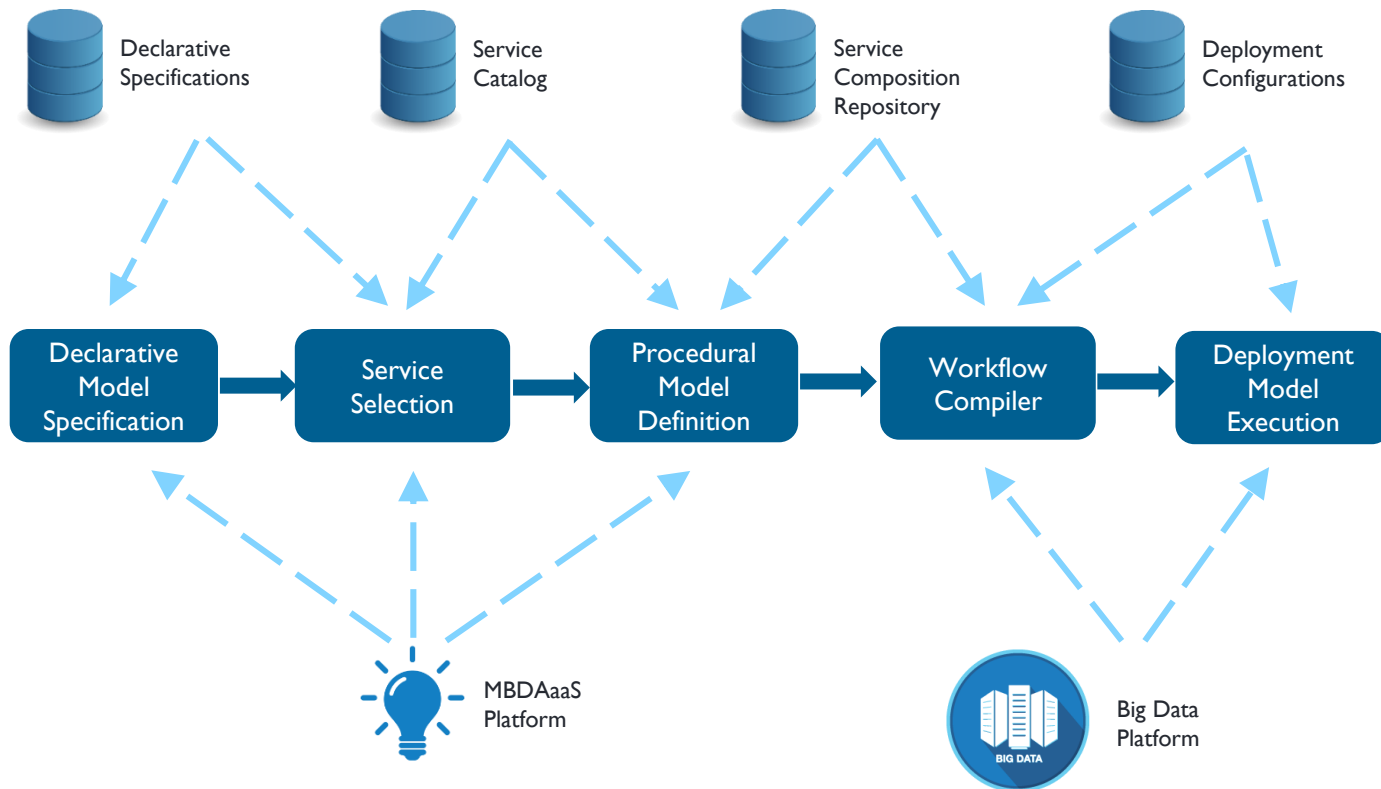 Declarative
Specifications
Service
Catalog
Service
Composition
Repository
Deployment
Configurations
Declarative
Model
Specification
Service
Selection
Procedural
Model
Definition
Workflow
Compiler
Deployment
Model
Execution
MBDAaaS
Platform
BIG DATA
Big Data
Platform